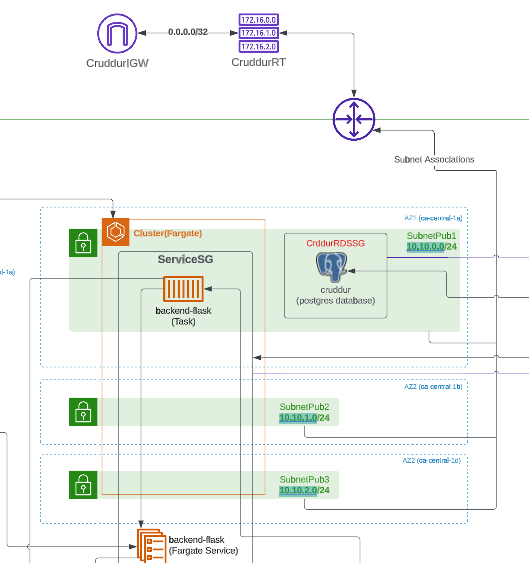 0.0.0.0/32
CruddurIGW
172.16.0.0
172.16.1.0
172.16.2.0
CruddurRT
Subnet Associations
AZ1 (ca-central-1a)
Cluster(Fargate)
SubnetPub1
10.10.0.0/24
CrddurRDSSG
ServiceSG
-1a)
cruddur
(postgres database)
backend-flask
(Task)
AZ2 (ca central 1b)
SubnetPub2
10.10.1.0/24
AZ2 (ca-central-1d)
SubnetPub3
10.10.2.0/24
backend-flask
(Fargate Service)